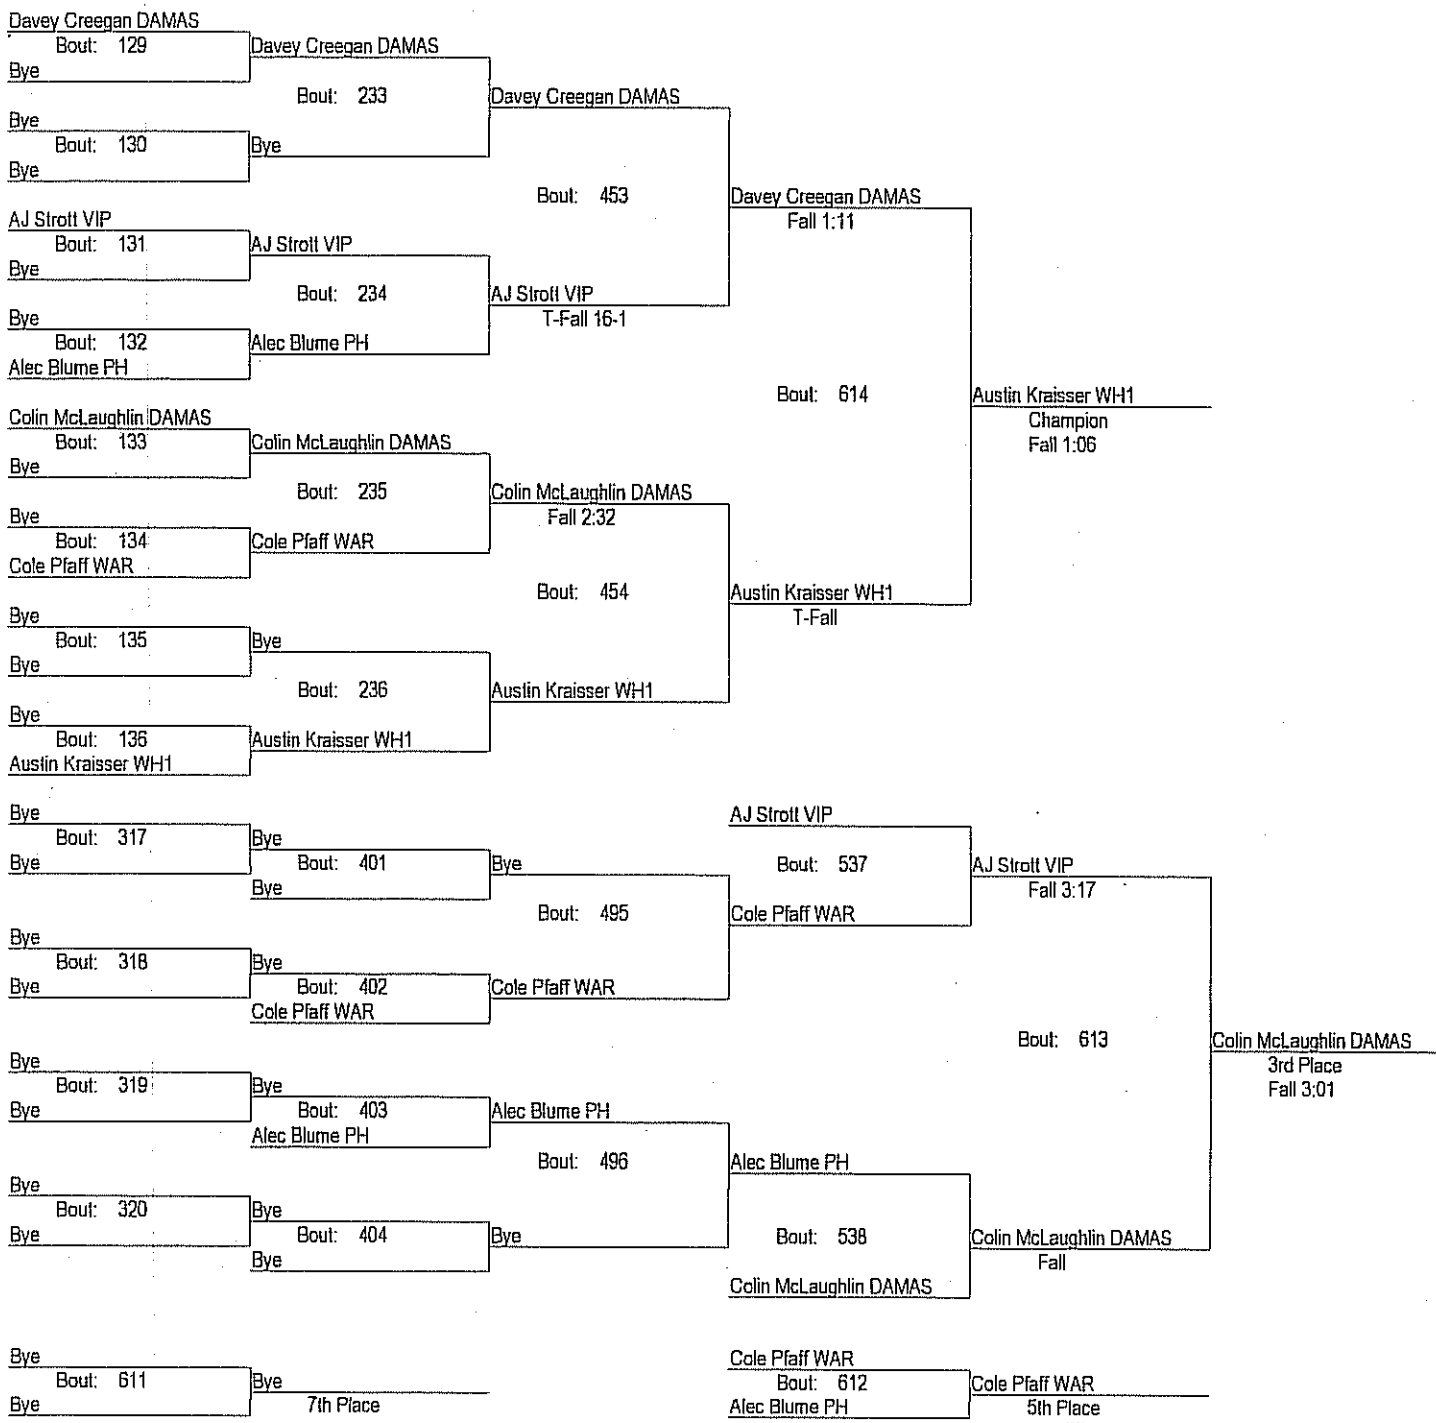 Davey Creegan DAMAS
Bout: 129
Bye
Davey Creegan DAMAS
Bout: 233
Davey Creegan DAMAS
Bye
Bout: 130
Bye
Bye
Bout: 453
Davey Creegan DAMAS
Fall 1:11
AJ Strott VIP
Bout: 131
Bye
AJ Strott VIP
Bout: 234
AJ Strott VIP
T-Fall 16-1
Bye
Bout: 132
Alec Blume PH
Alec Blume PH
Bout: 614
Austin Kraisser WH1
Champion
Fall 1:06
Colin McLaughlin DAMAS
Bout: 133
Bye
Colin McLaughlin DAMAS
Bout: 235
Colin McLaughlin DAMAS
Fall 2:32
Bye
Bout: 134
Cole Pfaff WAR
Cole Pfaff WAR
Bout: 454
Austin Kraisser WH1
T-Fall
Bye
Bout: 135
Bye
Bye
Bout: 236
Austin Kraisser WH1
Bye
Bout: 136
Austin Kraisser WH1
Austin Kraisser WH1
Bye
Bout: 317
Bye
Bye
Bout: 401
Bye
Bye
Bout: 495
AJ Strott VIP
Bout: 537
Cole Pfaff WAR
AJ Strott VIP
Fall 3:17
Bye
Bout: 318
Bye
Bye
Bout: 402
Cole Pfaff WAR
Cole Pfaff WAR
Bout: 613
Colin McLaughlin DAMAS
3rd Place
Fall 3:01
Bye
Bout: 319
Bye
Bye
Bout: 403
Alec Blume PH
Alec Blume PH
Bout: 496
Alec Blume PH
Bye
Bout: 320
Bye
Bye
Bout: 404
Bye
Bye
Bout: 538
Colin McLaughlin DAMAS
Colin McLaughlin DAMAS
Fall
Bye
Bout: 611
Bye
Bye
7th Place
Cole Pfaff WAR
Bout: 612
Alec Blume PH
Cole Pfaff WAR
5th Place